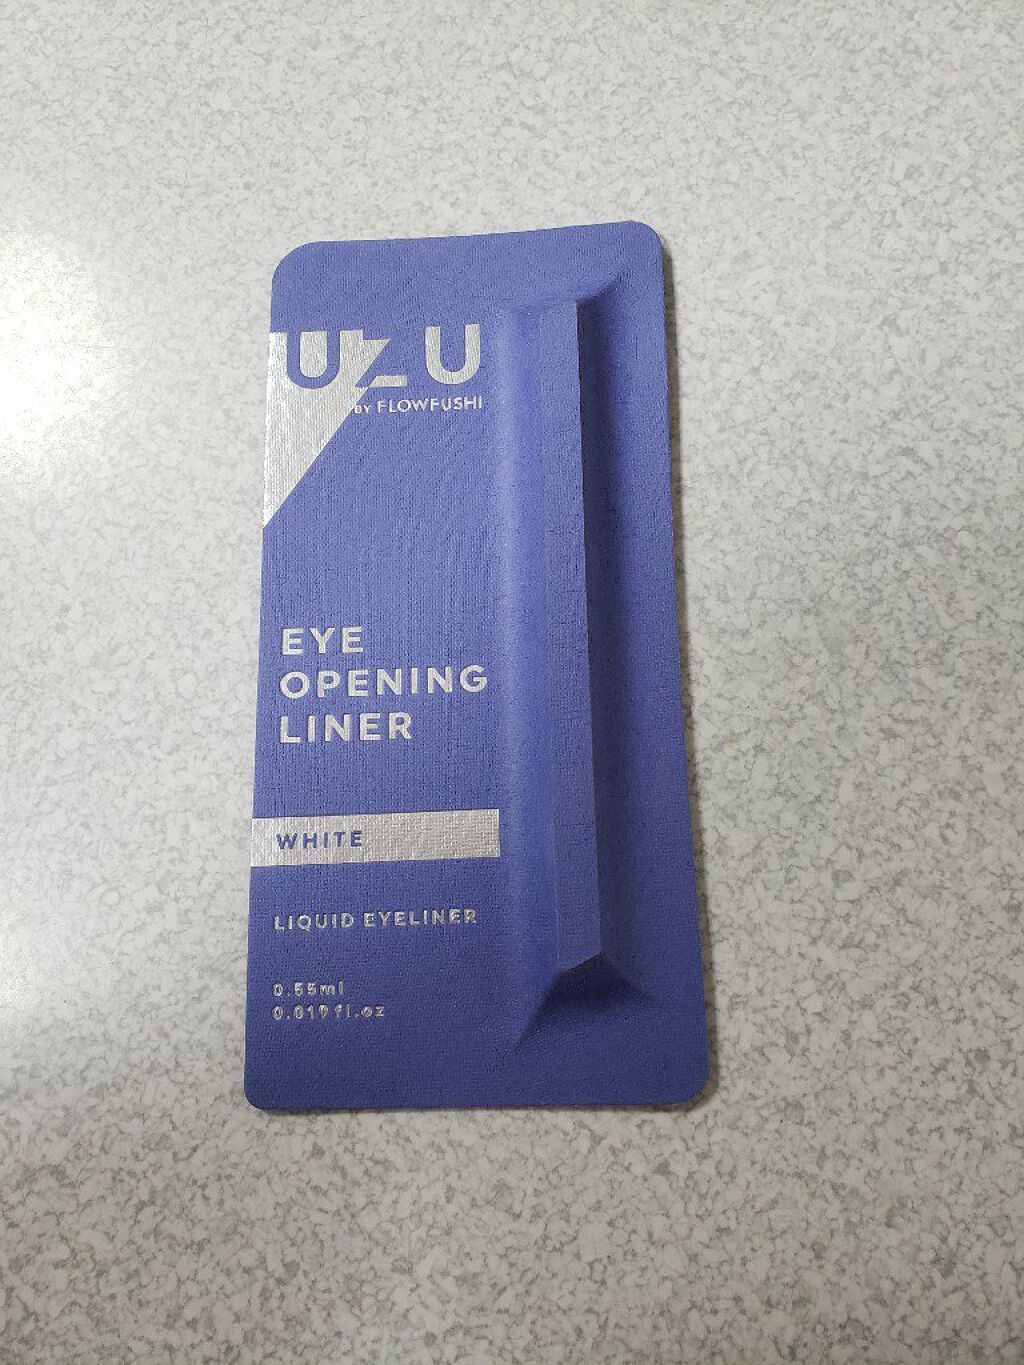 UZU
BY FLOWFUSHI
EYE
OPENING
LINER
WHITE
LIQUID EYELINER
0.55ml
0.019fl.oz